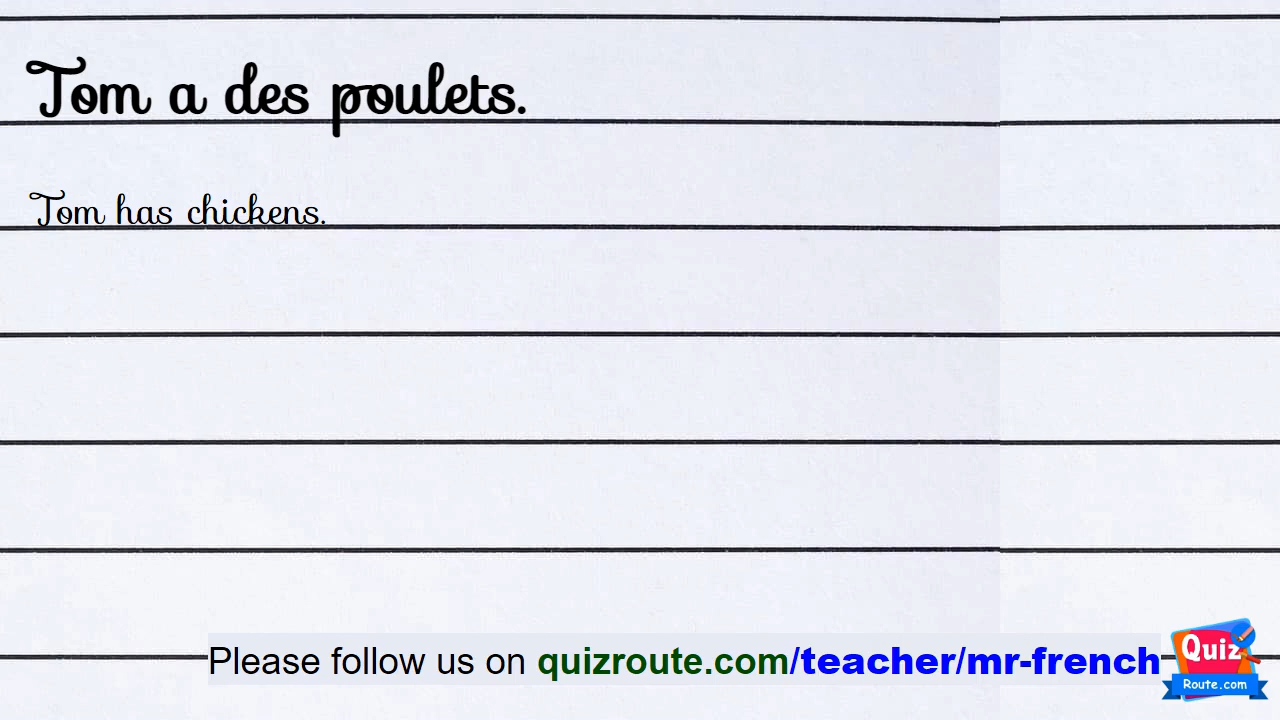 Tom a des poulets.
Tom has chickens.
Please follow us on quizroute.com/teacher/mr-french
Quiz
Route.com